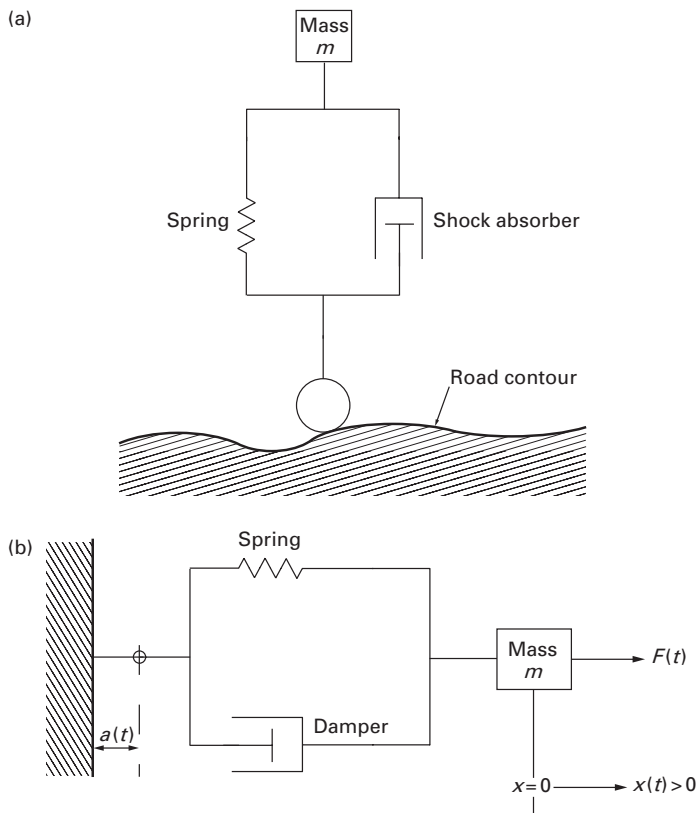 (a)
Mass
m
Spring
Shock absorber
Road contour
(b)
Spring
Mass
m
F(t)
Damper
a(t)
x=0
x(t)>0